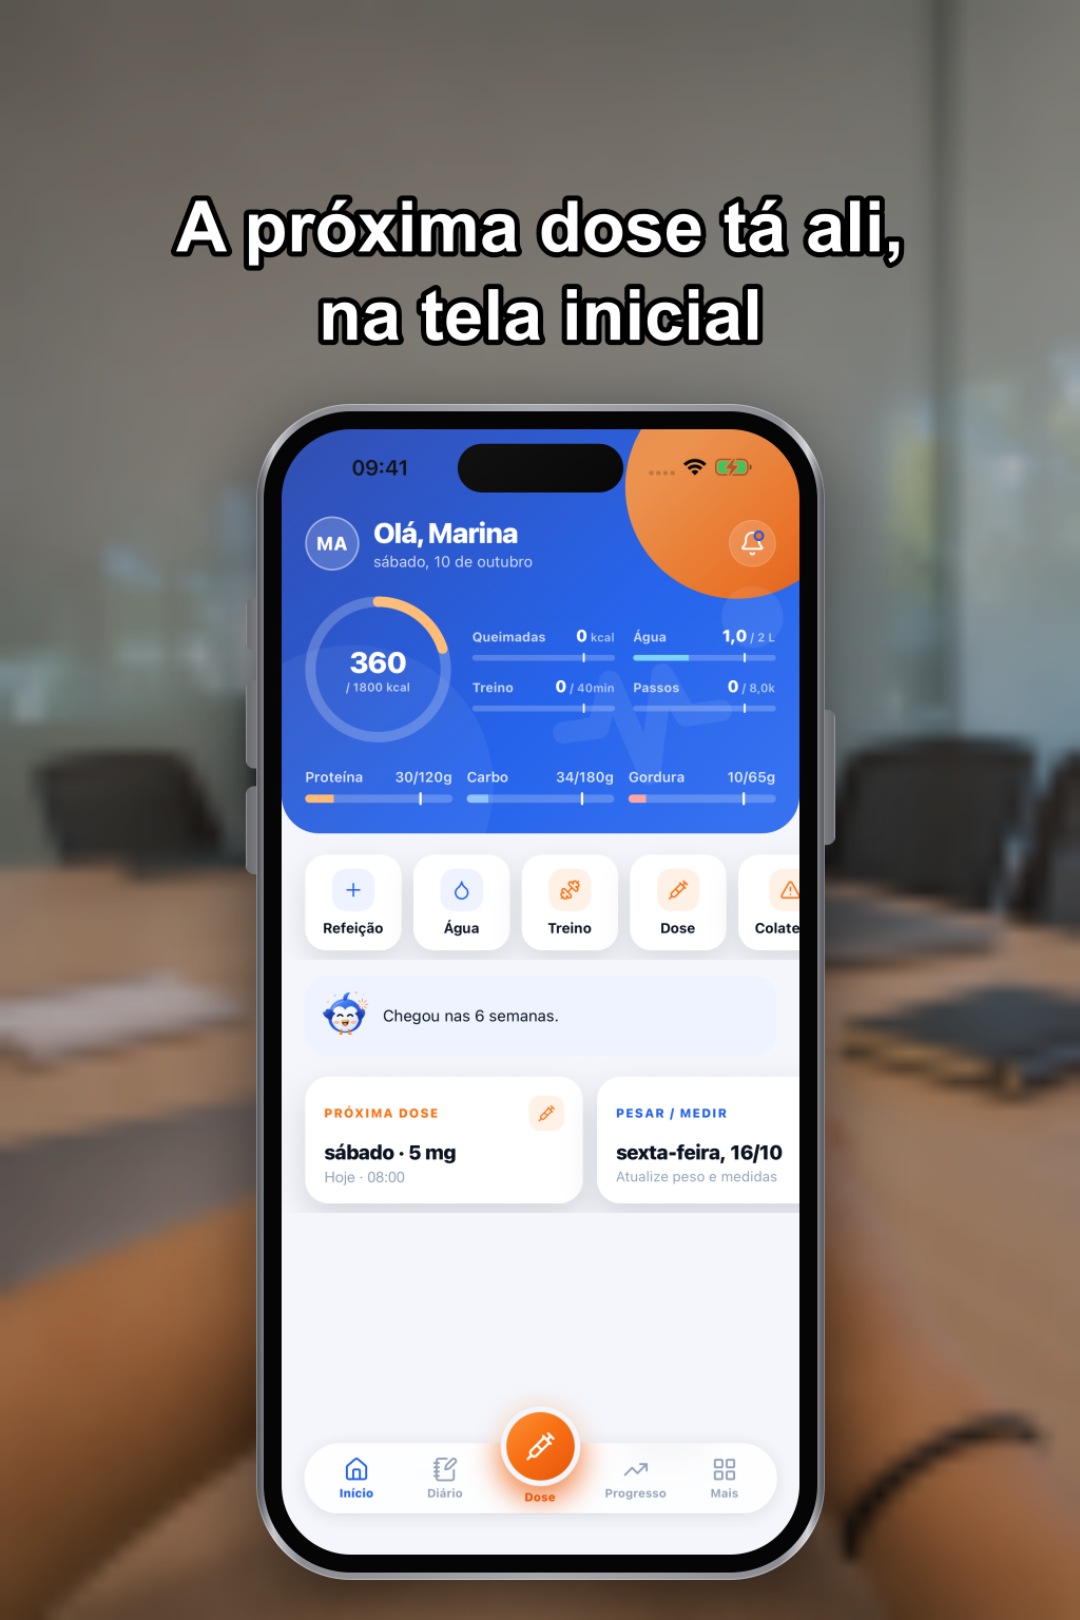 A próxima dose tá ali,
na tela inicial
09:41
MA
Olá, Marina
sábado, 10 de outubro
360
/ 1800 kcal
Queimadas 0 kcal
Água 1,0 / 2 L
Treino 0 / 40min
Passos 0 / 8,0k
Proteína 30/120g
Carbo 34/180g
Gordura 10/65g
Refeição
Água
Treino
Dose
Colate
Chegou nas 6 semanas.
PRÓXIMA DOSE
sábado · 5 mg
Hoje · 08:00
PESAR / MEDIR
sexta-feira, 16/10
Atualize peso e medidas
Início
Diário
Dose
Progresso
Mais